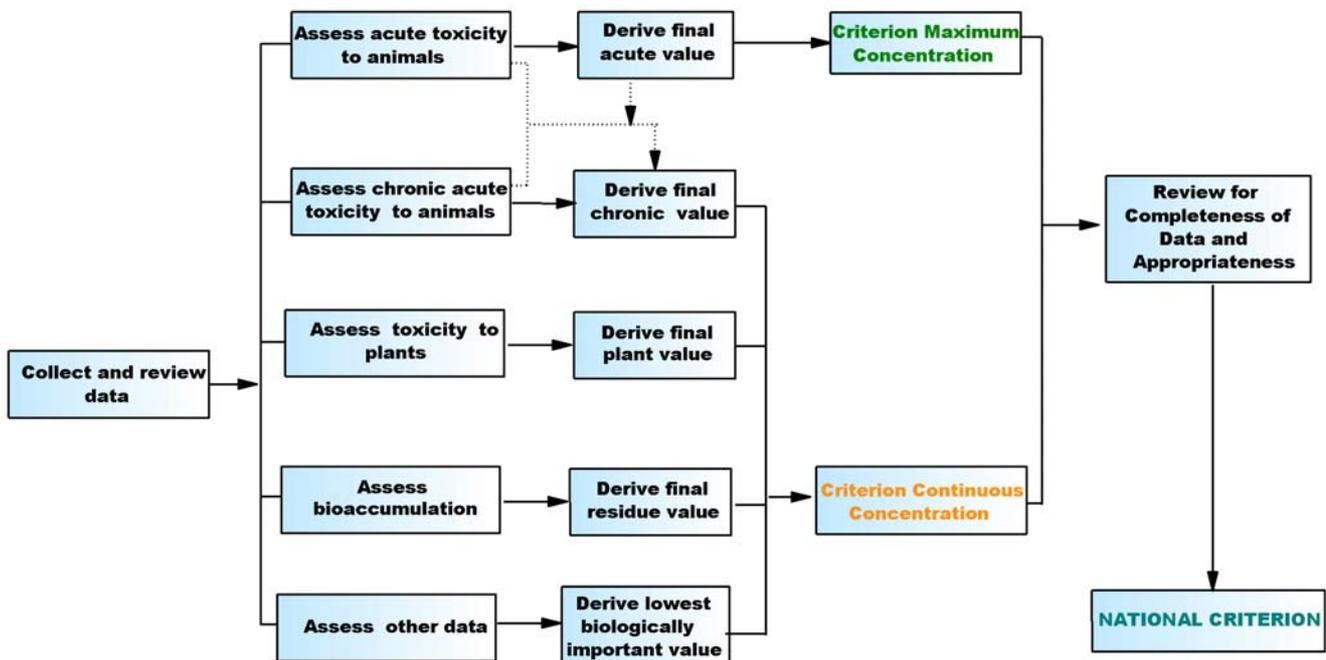 Assess acute toxicity
to animals
Derive final
acute value
Criterion Maximum
Concentration
Assess chronic acute
toxicity to animals
Derive final
chronic value
Review for
Completeness of
Data and
Appropriateness
Assess toxicity to
plants
Derive final
plant value
Collect and review
data
Assess
bioaccumulation
Derive final
residue value
Criterion Continuous
Concentration
Assess other data
Derive lowest
biologically
important value
NATIONAL CRITERION